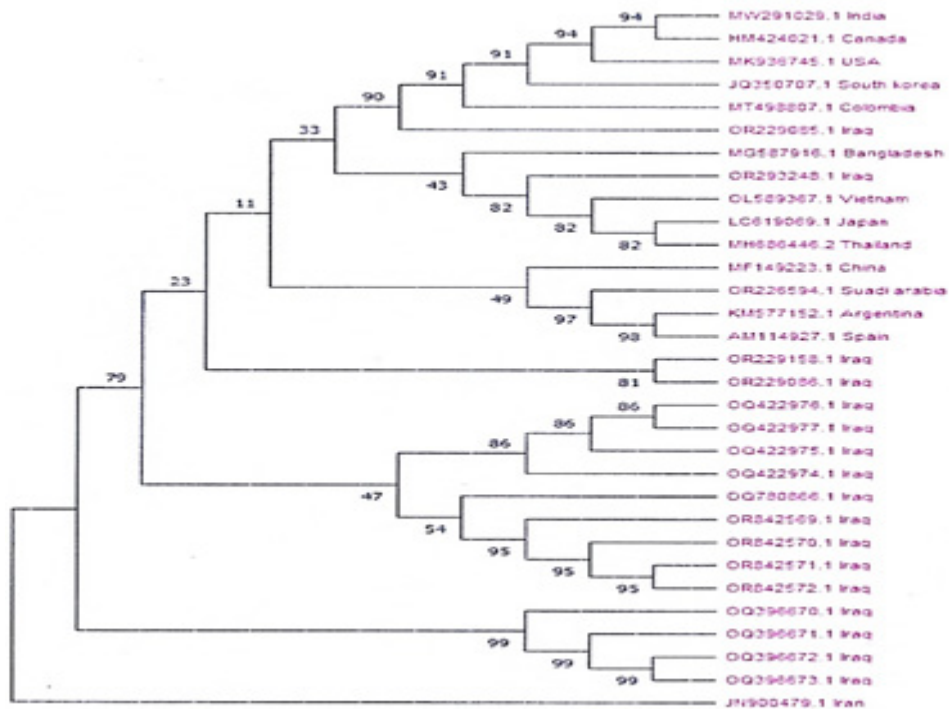 94 MW291029.1 India
HM424021.1 Canada
94
MK936745.1 USA
91
JQ350707.1 South korea
91
MT498807.1 Colombia
90
OR229085.1 Iraq
33
MG587916.1 Bangladesh
43
OR293248.1 Iraq
82
OL589367.1 Vietnam
82
LC619069.1 Japan
82 MH686446.2 Thailand
11
MF149223.1 China
49
OR226594.1 Suadi arabia
97
KM577152.1 Argentina
98 AM114927.1 Spain
23
OR229158.1 Iraq
81 OR229086.1 Iraq
79
86 OQ422976.1 Iraq
OQ422977.1 Iraq
86
OQ422975.1 Iraq
86
OQ422974.1 Iraq
47
OQ780866.1 Iraq
54
OR842569.1 Iraq
95
OR842570.1 Iraq
95
OR842571.1 Iraq
95 OR842572.1 Iraq
OQ396670.1 Iraq
99
OQ396671.1 Iraq
99
OQ396672.1 Iraq
99 OQ396673.1 Iraq
JN900479.1 Iran